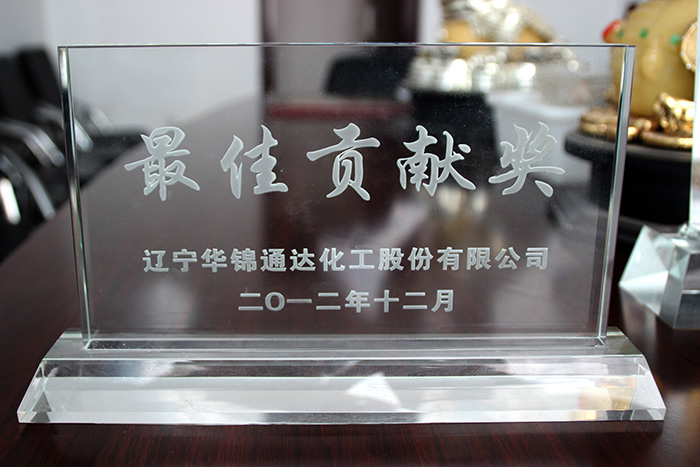 最佳贡献奖
辽宁华锦通达化工股份有限公司
二〇一二年十二月